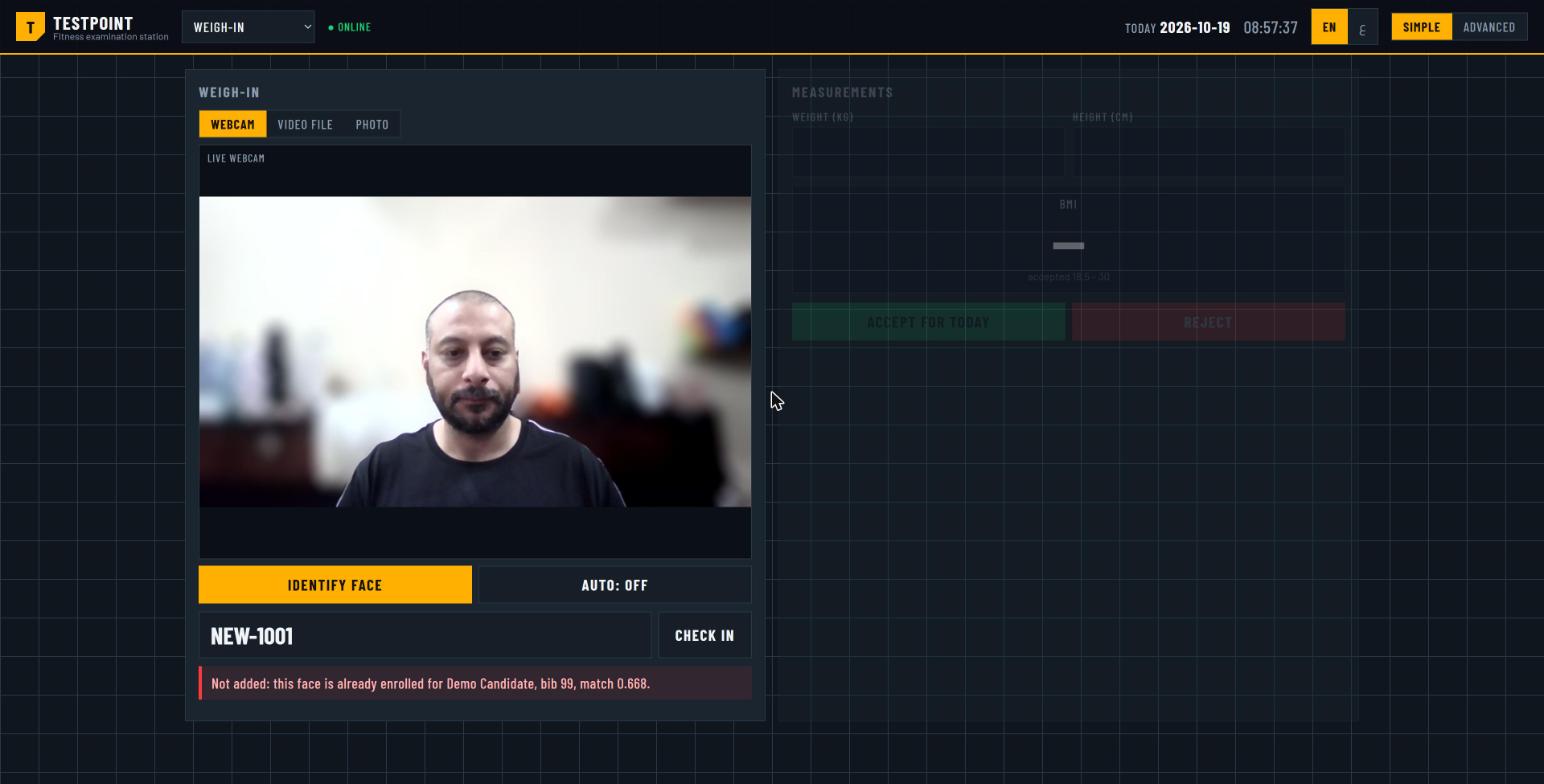 T TESTPOINT
Fitness examination station
WEIGH-IN
ONLINE
TODAY 2026-10-19 08:57:37
EN ع
SIMPLE ADVANCED
WEIGH-IN
WEBCAM VIDEO FILE PHOTO
LIVE WEBCAM
IDENTIFY FACE AUTO: OFF
NEW-1001 CHECK IN
Not added: this face is already enrolled for Demo Candidate, bib 99, match 0.668.
MEASUREMENTS
WEIGHT (KG) HEIGHT (CM)
BMI
accepted 18.5 – 30
ACCEPT FOR TODAY REJECT